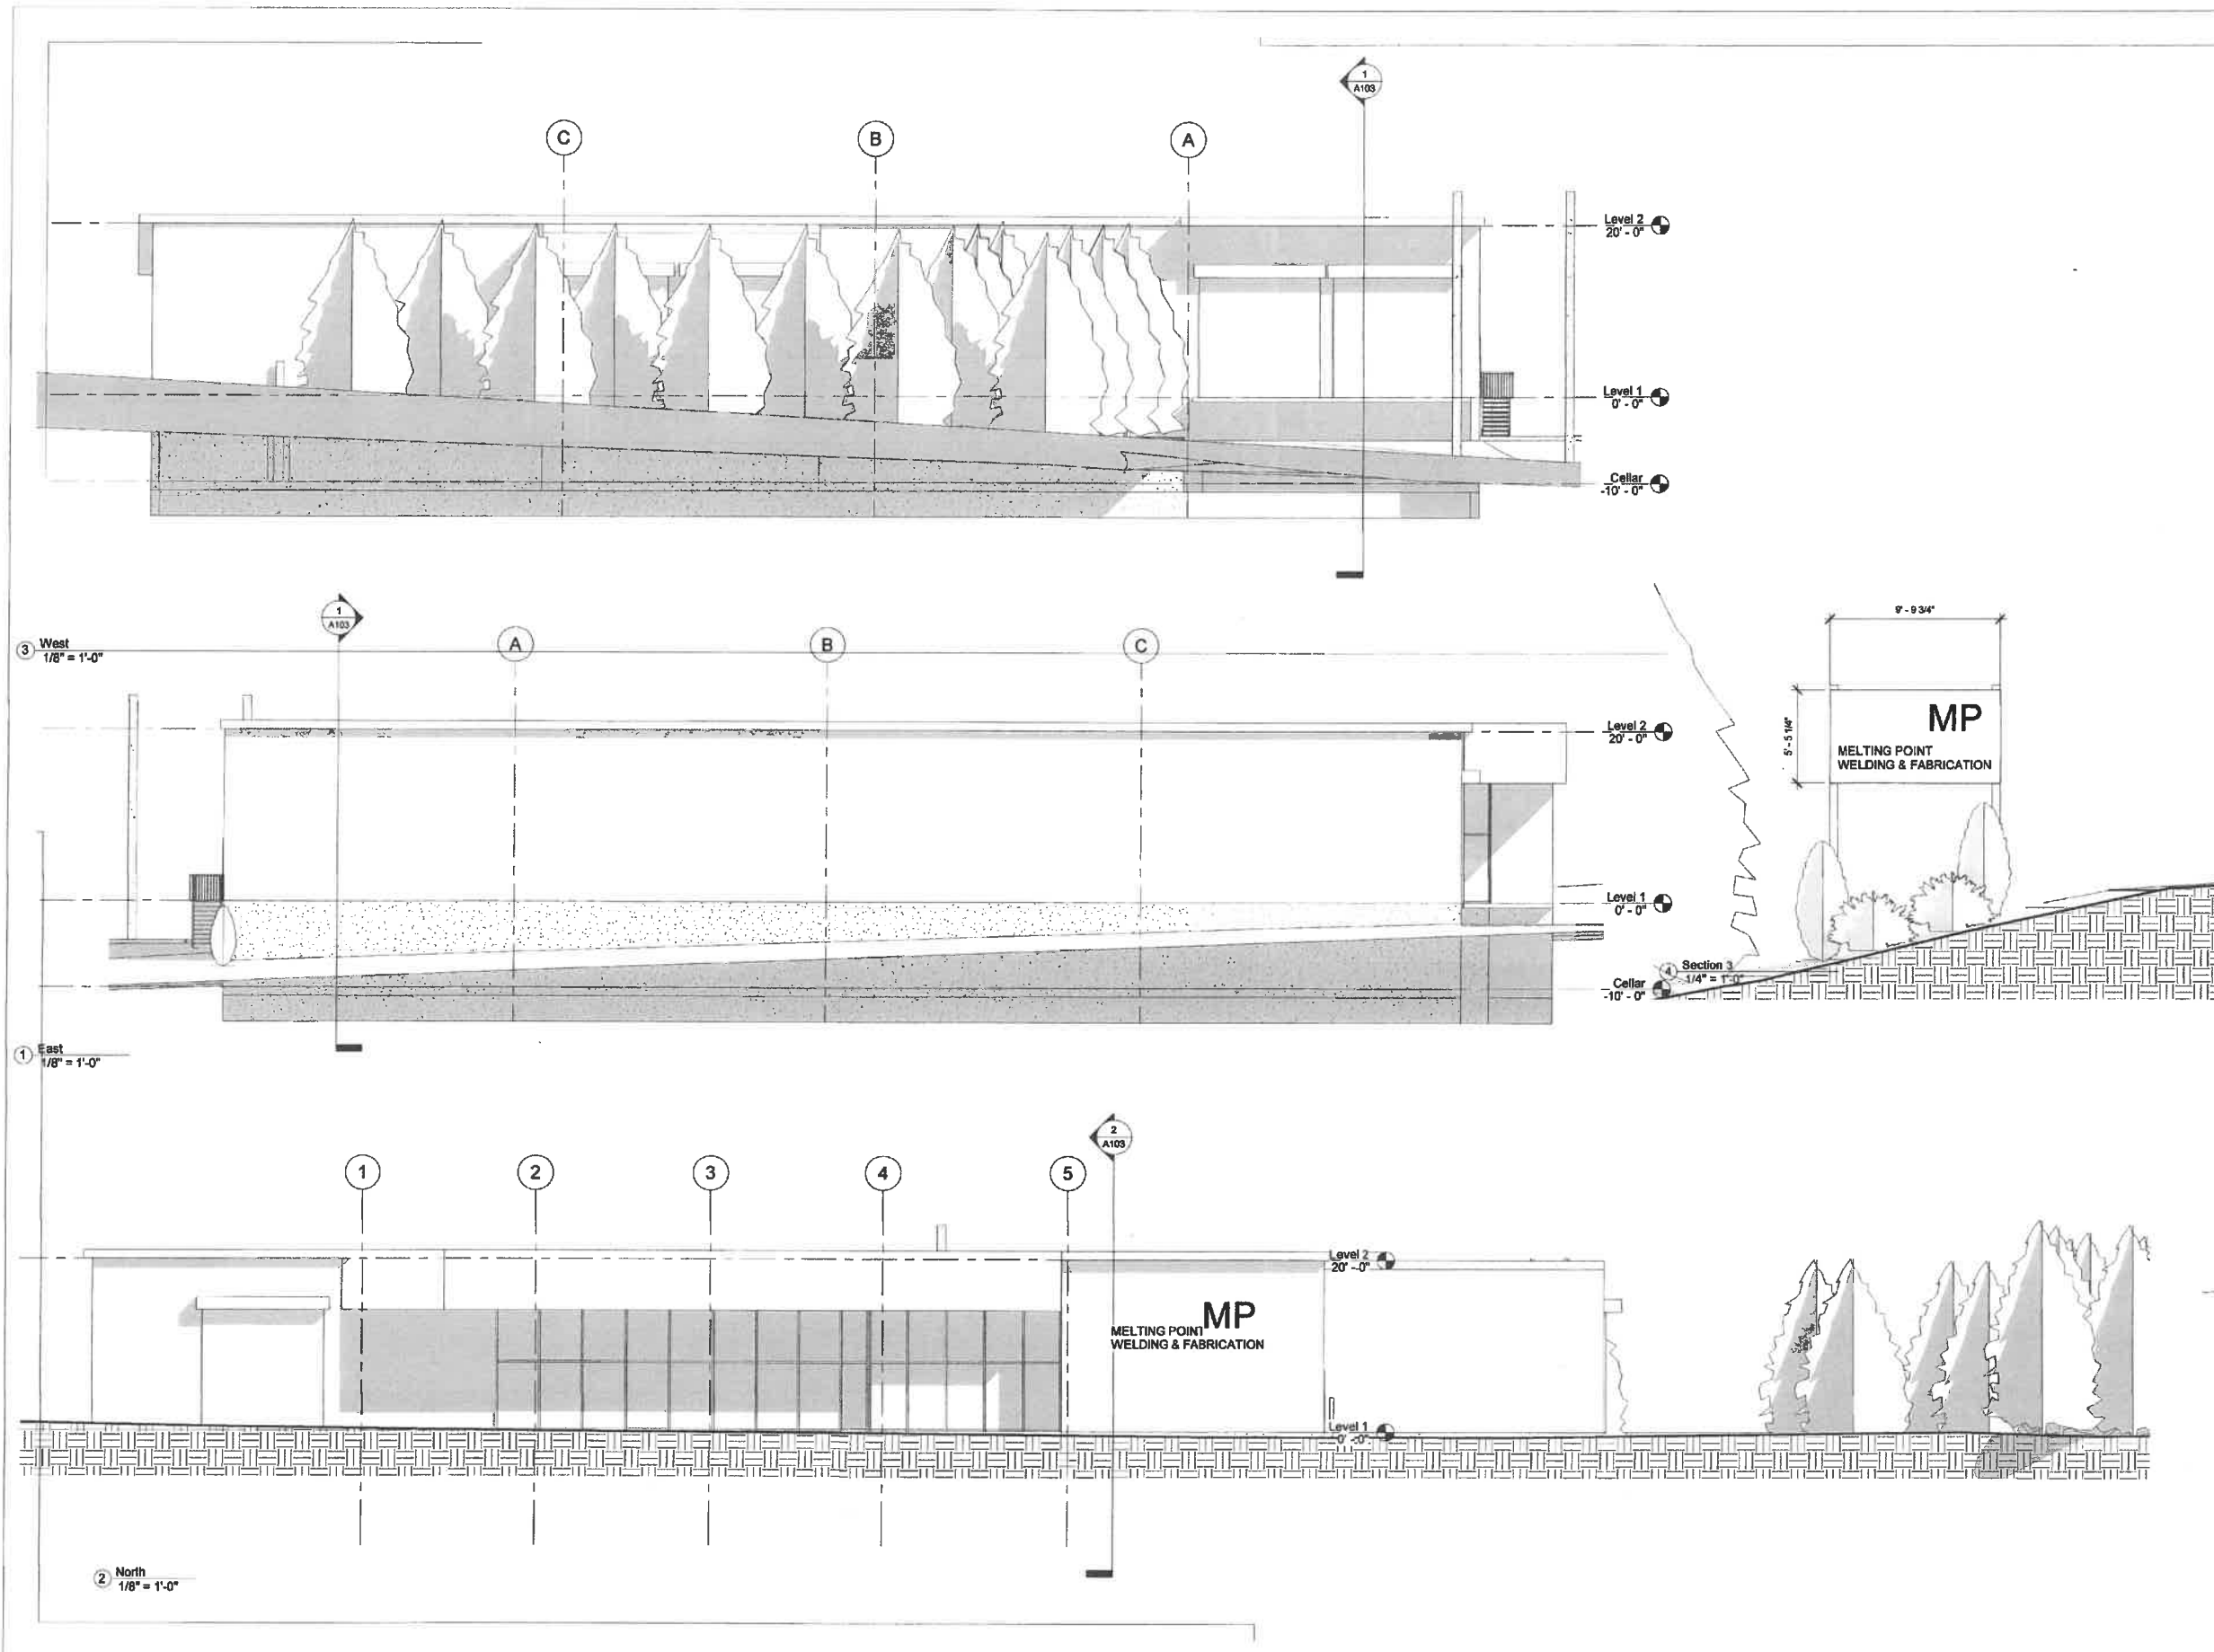 1
A103
C
B
A
Level 2
20' - 0"
Level 1
0' - 0"
Cellar
-10' - 0"
3
West
1/8" = 1'-0"
1
A103
A
B
C
Level 2
20' - 0"
Level 1
0' - 0"
Cellar
-10' - 0"
1
East
1/8" = 1'-0"
9' - 9 3/4"
5' - 5 1/4"
MP
MELTING POINT
WELDING & FABRICATION
4
Section 3
1/4" = 1'-0"
2
A103
1
2
3
4
5
Level 2
20' - 0"
MP
MELTING POINT
WELDING & FABRICATION
Level 1
0' - 0"
2
North
1/8" = 1'-0"